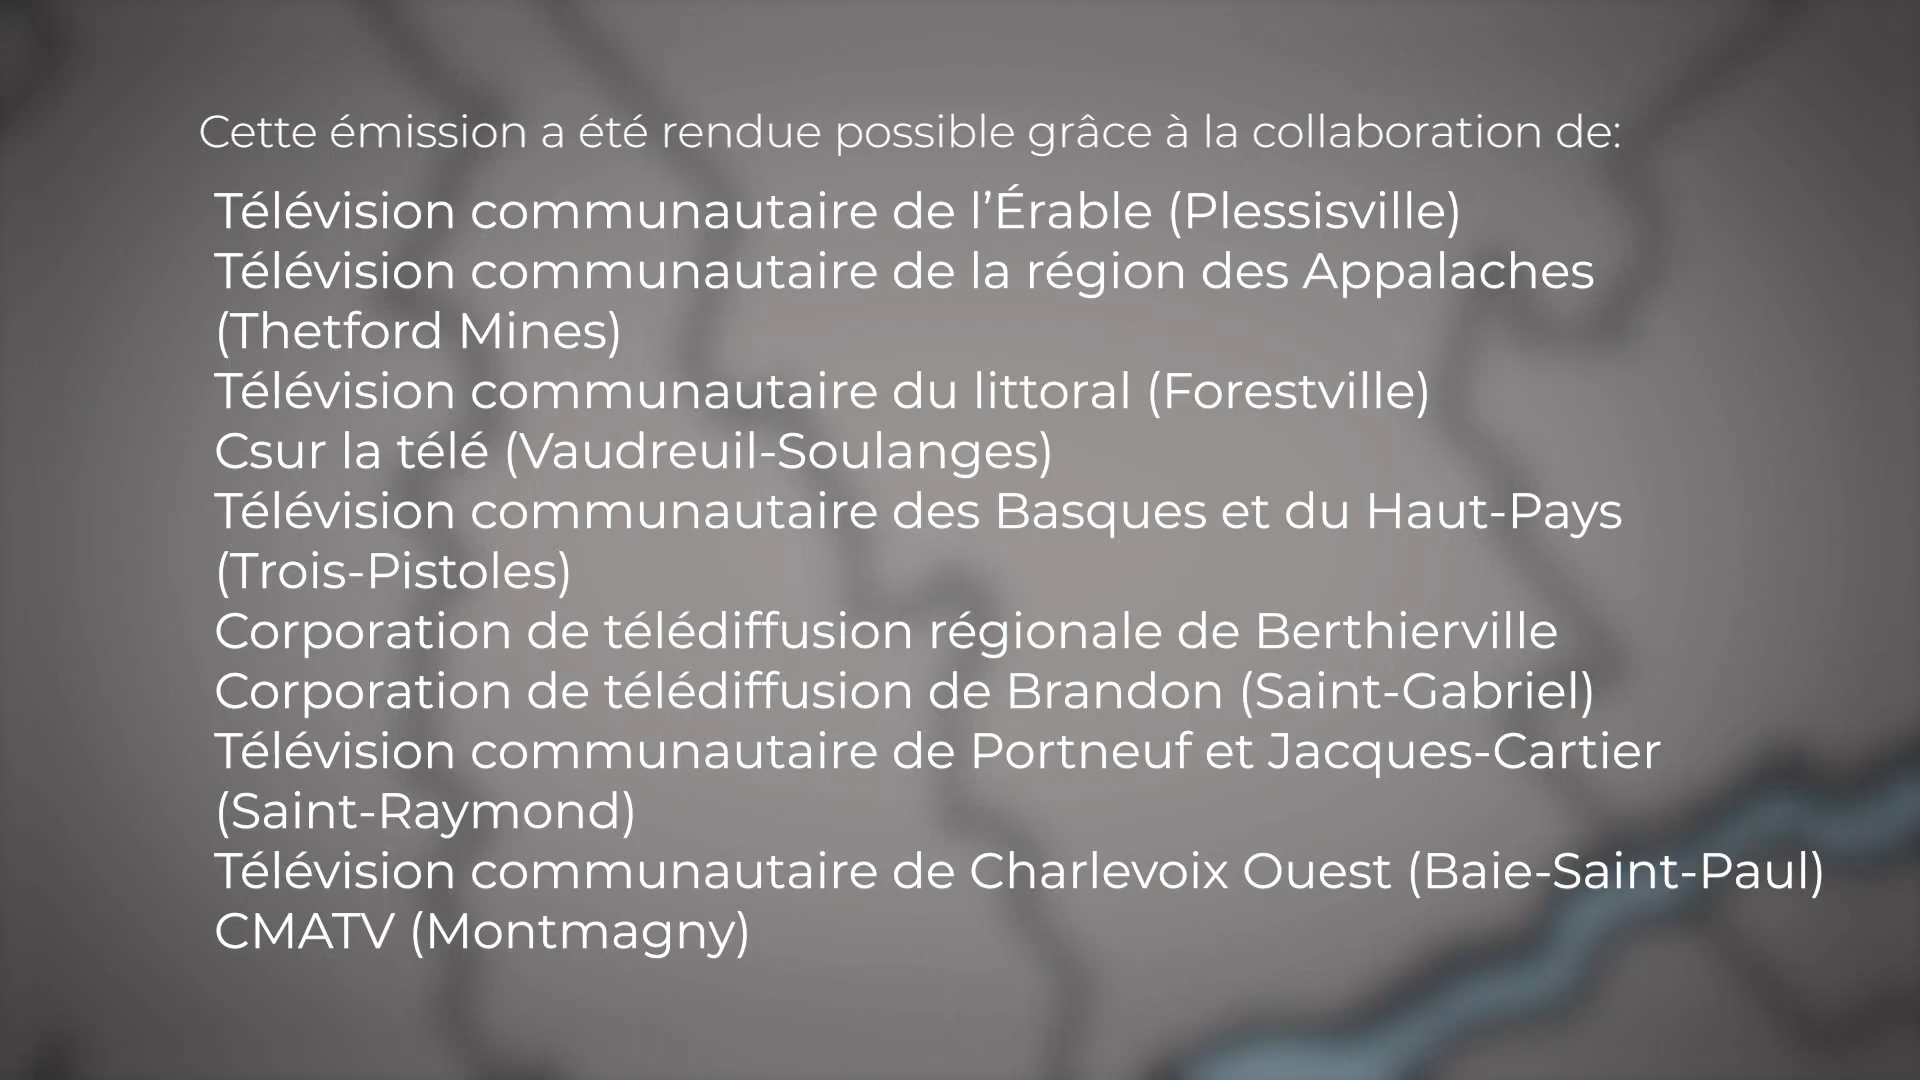 Cette émission a été rendue possible grâce à la collaboration de:
Télévision communautaire de l’Érable (Plessisville)
Télévision communautaire de la région des Appalaches
(Thetford Mines)
Télévision communautaire du littoral (Forestville)
Csur la télé (Vaudreuil-Soulanges)
Télévision communautaire des Basques et du Haut-Pays
(Trois-Pistoles)
Corporation de télédiffusion régionale de Berthierville
Corporation de télédiffusion de Brandon (Saint-Gabriel)
Télévision communautaire de Portneuf et Jacques-Cartier
(Saint-Raymond)
Télévision communautaire de Charlevoix Ouest (Baie-Saint-Paul)
CMATV (Montmagny)